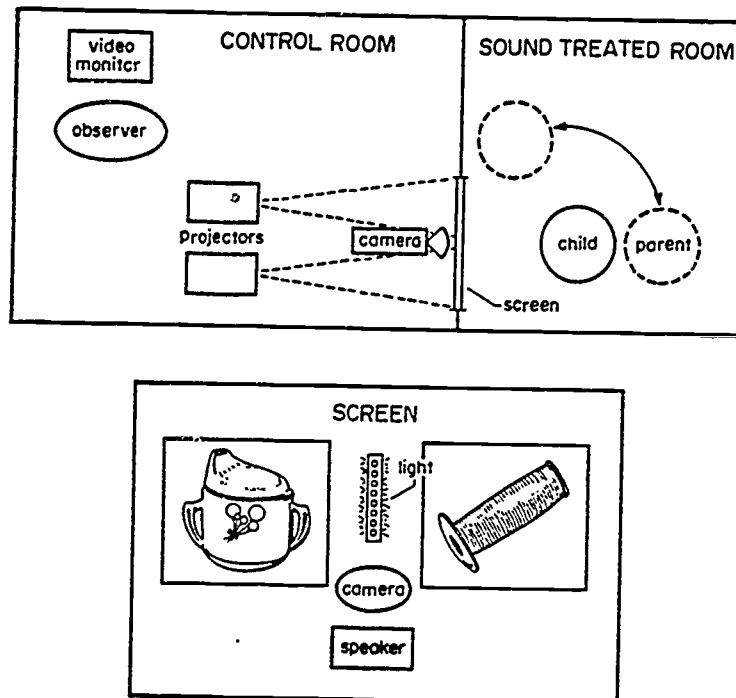 CONTROL ROOM
SOUND TREATED ROOM
video
monitor
observer
projectors
camera
child
parent
screen
SCREEN
light
camera
speaker